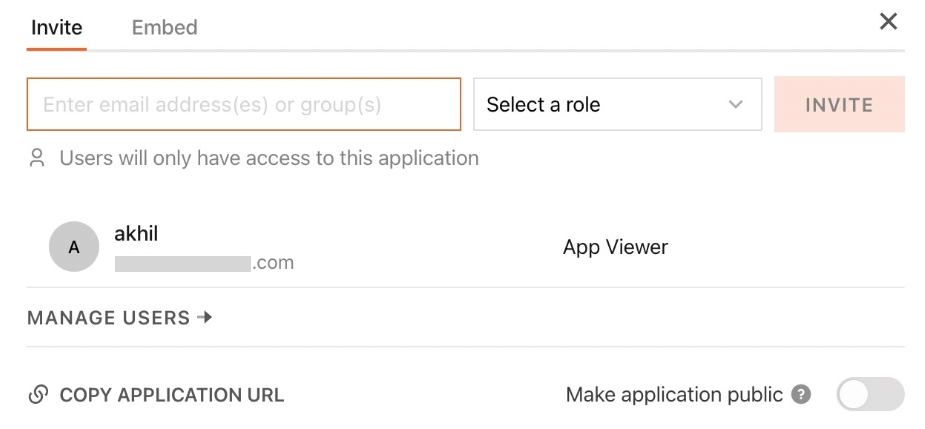 Invite Embed
Enter email address(es) or group(s) Select a role INVITE
Users will only have access to this application
A akhil
.com
App Viewer
MANAGE USERS
COPY APPLICATION URL Make application public ?